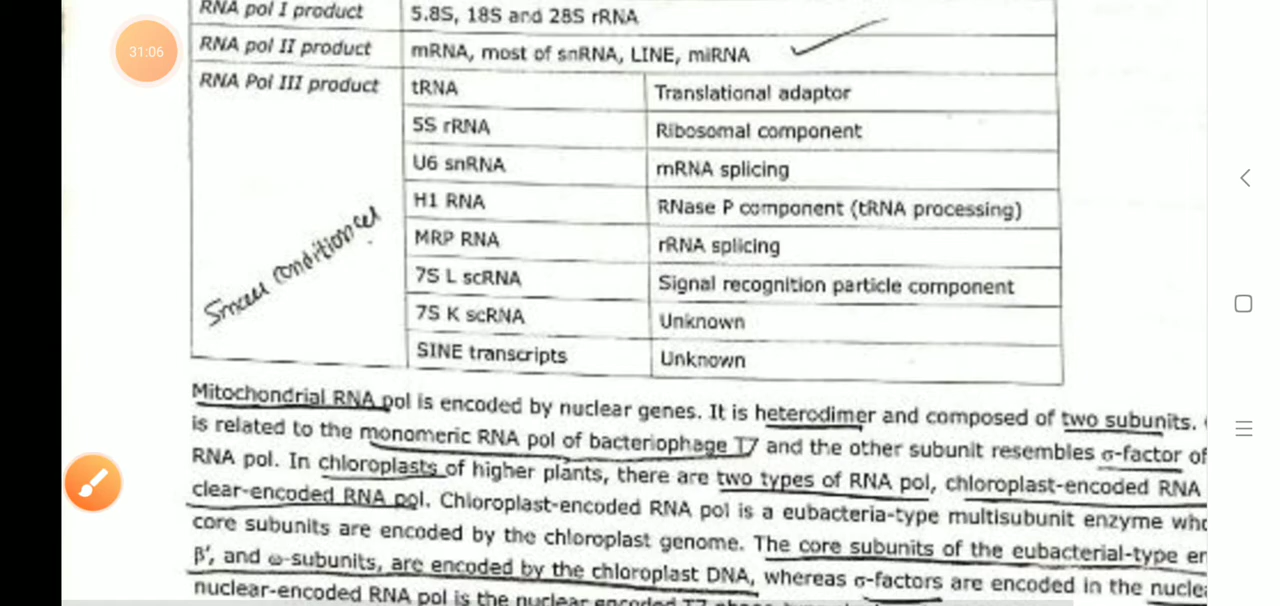 RNA pol I product 5.8S, 18S and 28S rRNA
31:06
RNA pol II product mRNA, most of snRNA, LINE, miRNA
RNA Pol III product tRNA Translational adaptor
5S rRNA Ribosomal component
U6 snRNA mRNA splicing
H1 RNA RNase P component (tRNA processing)
MRP RNA rRNA splicing
7S L scRNA Signal recognition particle component
7S K scRNA Unknown
SINE transcripts Unknown
Mitochondrial RNA pol is encoded by nuclear genes. It is heterodimer and composed of two subunits.
is related to the monomeric RNA pol of bacteriophage T7 and the other subunit resembles σ-factor of
RNA pol. In chloroplasts of higher plants, there are two types of RNA pol, chloroplast-encoded RNA
clear-encoded RNA pol. Chloroplast-encoded RNA pol is a eubacteria-type multisubunit enzyme
core subunits are encoded by the chloroplast genome. The core subunits of the eubacterial-type
β', and ω-subunits, are encoded by the chloroplast DNA, whereas σ-factors are encoded in the
nuclear-encoded RNA pol is the nuclear encoded T7